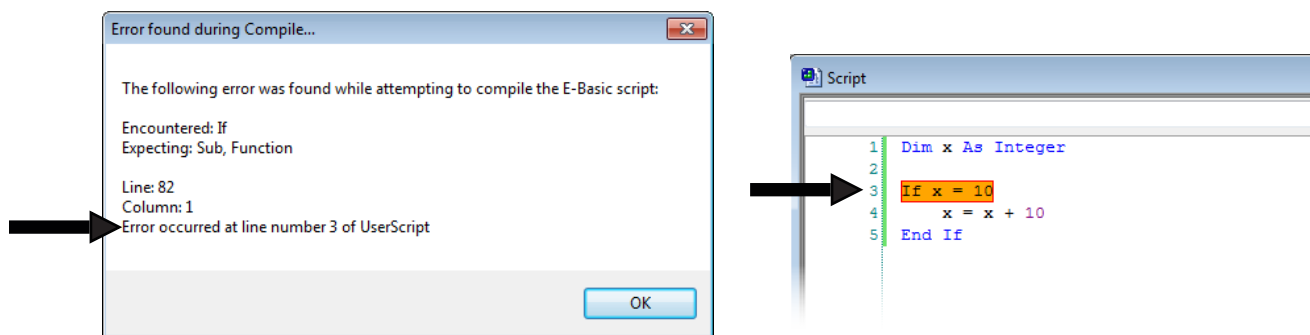 Error found during Compile...
The following error was found while attempting to compile the E-Basic script:
Encountered: If
Expecting: Sub, Function
Line: 82
Column: 1
Error occurred at line number 3 of UserScript
OK
Script
1 Dim x As Integer
2
3 If x = 10
4 x = x + 10
5 End If